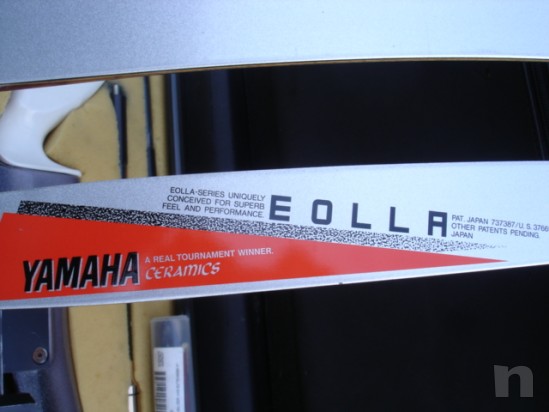 EOLLA-SERIES UNIQUELY
CONCEIVED FOR SUPERB
FEEL AND PERFORMANCE.
EOLLA
PAT. JAPAN 737387/U.S. 3766
OTHER PATENTS PENDING.
JAPAN
YAMAHA
A REAL TOURNAMENT WINNER.
CERAMICS
n